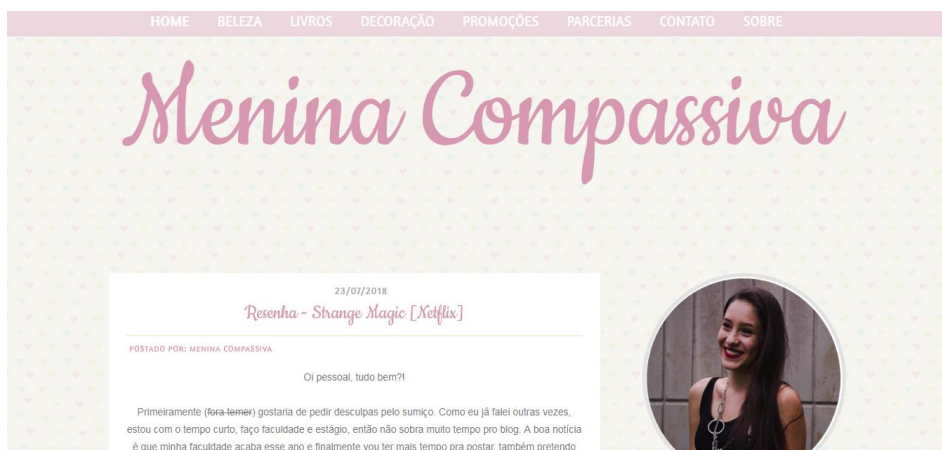 HOME BELEZA LIVROS DECORAÇÃO PROMOÇÕES PARCERIAS CONTATO SOBRE
Menina Compassiva
23/07/2018
Resenha - Strange Magic [Netflix]
POSTADO POR: MENINA COMPASSIVA
Oi pessoal, tudo bem?!
Primeiramente (fora temer) gostaria de pedir desculpas pelo sumiço. Como eu já falei outras vezes,
estou com o tempo curto, faço faculdade e estágio, então não sobra muito tempo pro blog. A boa notícia
é que minha faculdade acaba esse ano e finalmente vou ter mais tempo pra postar, também pretendo